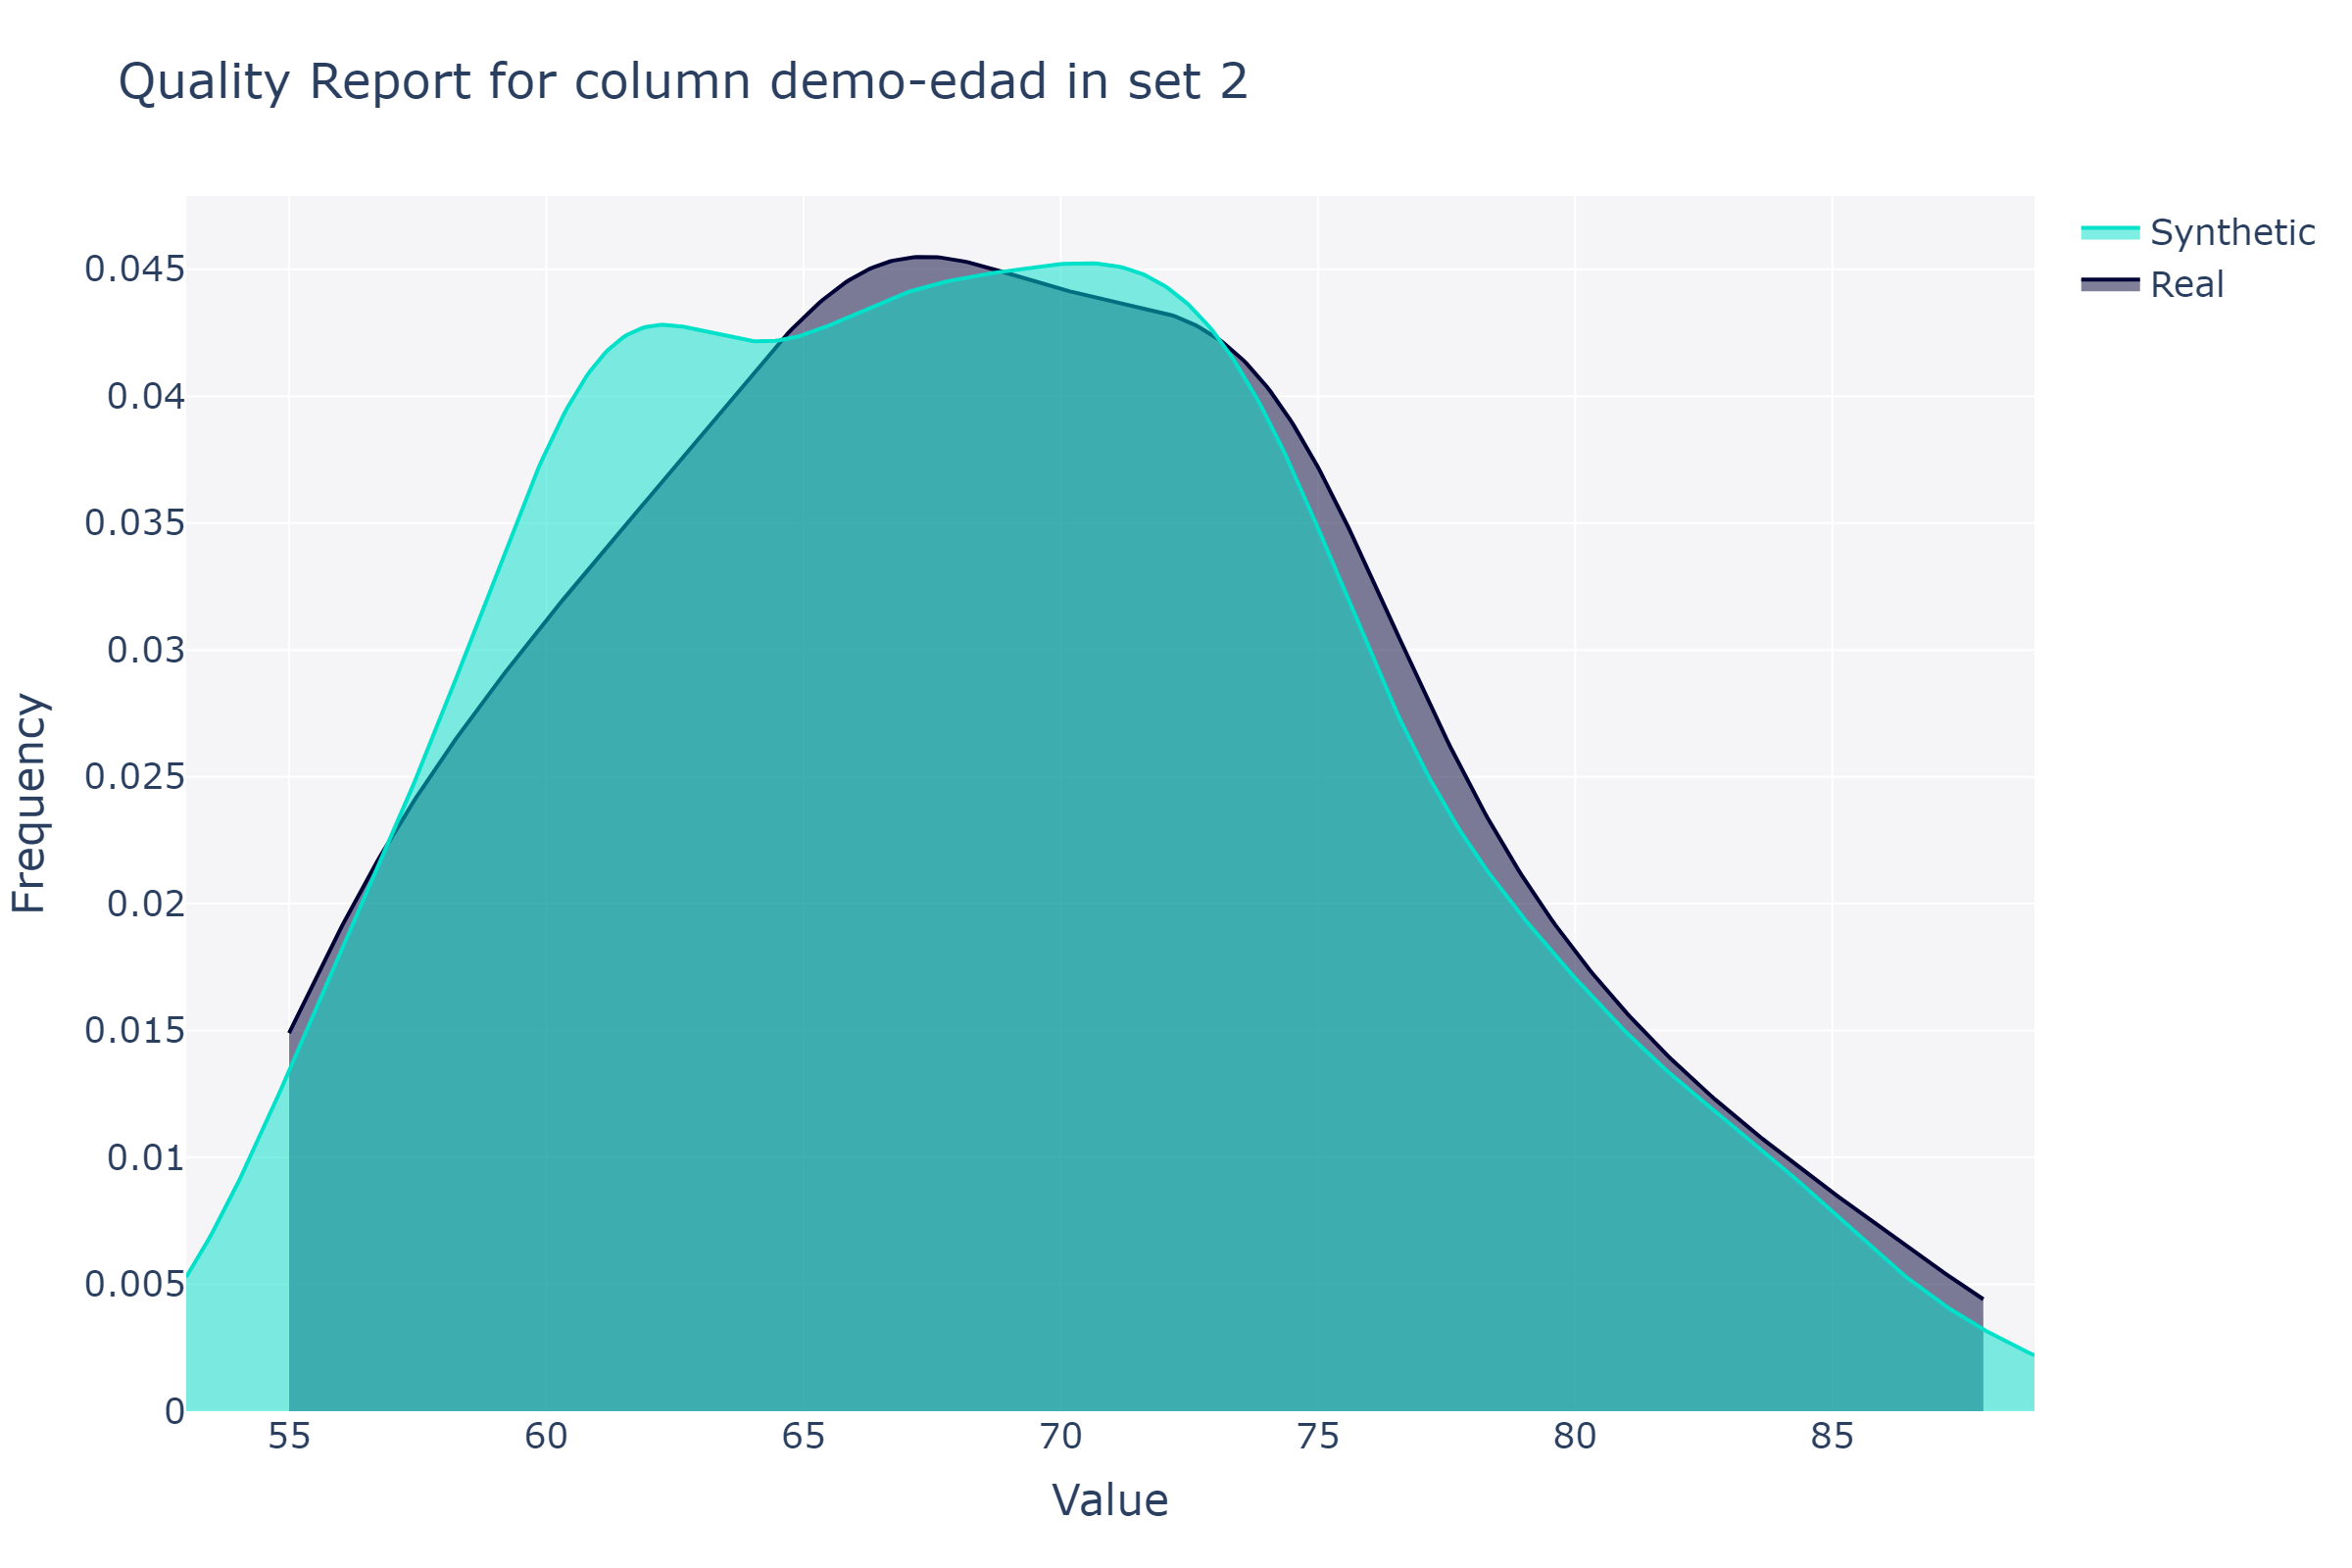 Quality Report for column demo-edad in set 2
Synthetic
Real
0.045
0.04
0.035
0.03
0.025
0.02
0.015
0.01
0.005
0
Frequency
55 60 65 70 75 80 85
Value